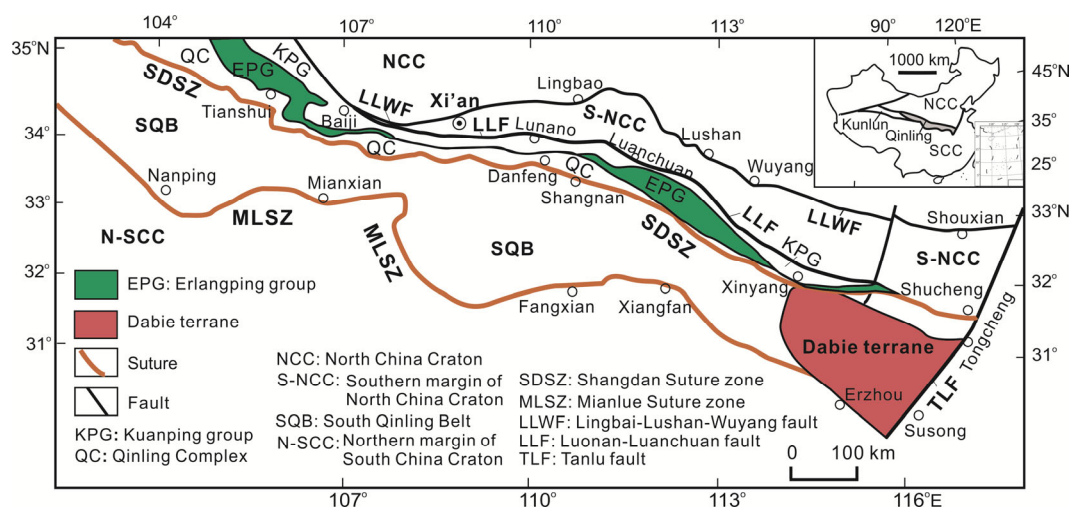 104° 107° 110° 113° 90° 120°E
35°N
34°
33°
32°
31°
QC
EPG
KPG
NCC
SDSZ
Tianshui
SQB
Baiji
LLWF
Xi'an
LLF
Lunano
Lingbao
S-NCC
Luanchuan
Lushan
Wuyang
QC
QC
Danfeng
Shangnan
EPG
Nanping
Mianxian
MLSZ
MLSZ
N-SCC
SQB
SDSZ
LLF
KPG
LLWF
Shouxian
S-NCC
Xinyang
Shucheng
Fangxian
Xiangfan
Dabie terrane
Tongcheng
TLF
Erzhou
Susong
1000 km
NCC
Kunlun
Qinling
SCC
45°N
35°
25°
33°N
32°
31°
EPG: Erlangping group
Dabie terrane
Suture
Fault
KPG: Kuanping group
QC: Qinling Complex
NCC: North China Craton
S-NCC: Southern margin of
North China Craton
SQB: South Qinling Belt
N-SCC: Northern margin of
South China Craton
SDSZ: Shangdan Suture zone
MLSZ: Mianlue Suture zone
LLWF: Lingbai-Lushan-Wuyang fault
LLF: Luonan-Luanchuan fault
TLF: Tanlu fault
0 100 km
107° 110° 113° 116°E